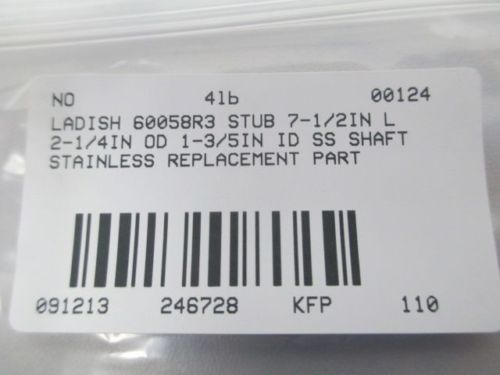 NO 4lb 00124
LADISH 60058R3 STUB 7-1/2IN L
2-1/4IN OD 1-3/5IN ID SS SHAFT
STAINLESS REPLACEMENT PART
091213 246728 KFP 110